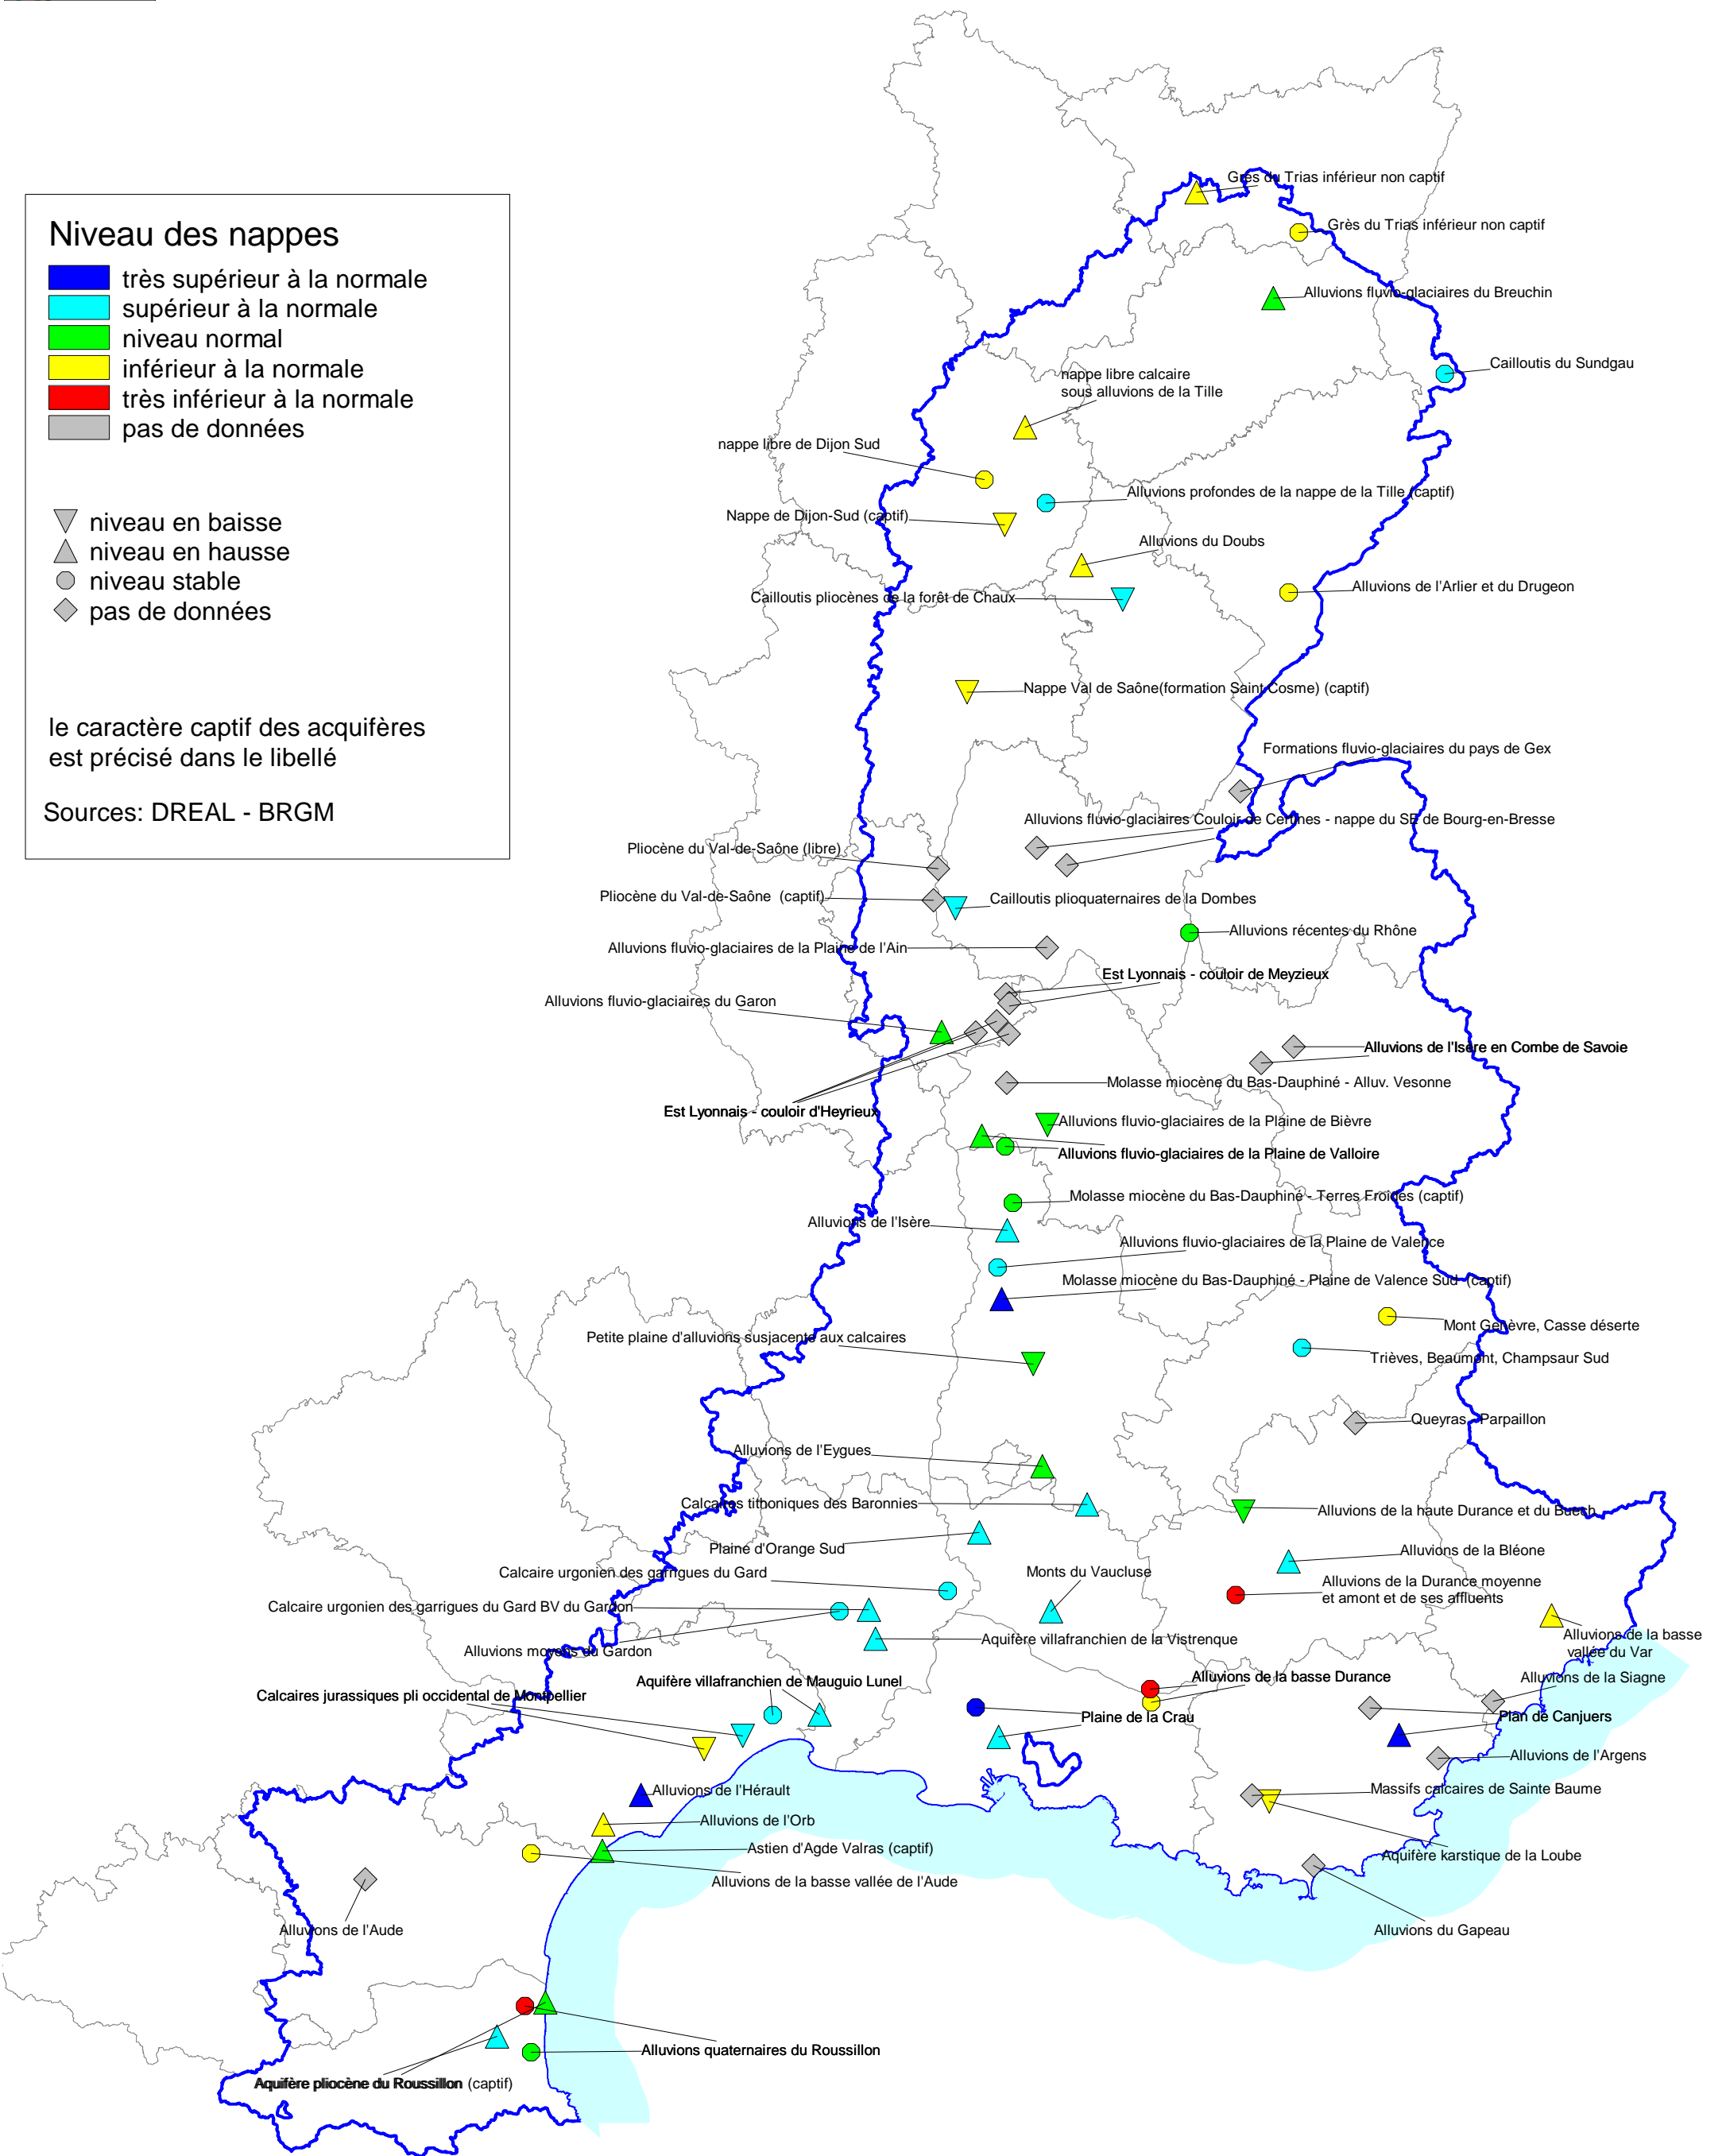 Niveau des nappes
très supérieur à la normale
supérieur à la normale
niveau normal
inférieur à la normale
très inférieur à la normale
pas de données
niveau en baisse
niveau en hausse
niveau stable
pas de données
le caractère captif des acquifères
est précisé dans le libellé
Sources: DREAL - BRGM
Grès du Trias inférieur non captif
Grès du Trias inférieur non captif
Alluvions fluvio-glaciaires du Breuchin
Cailloutis du Sundgau
nappe libre calcaire
sous alluvions de la Tille
nappe libre de Dijon Sud
Alluvions profondes de la nappe de la Tille (captif)
Nappe de Dijon-Sud (captif)
Alluvions du Doubs
Alluvions de l'Arlier et du Drugeon
Cailloutis pliocènes de la forêt de Chaux
Nappe Val de Saône(formation Saint-Cosme) (captif)
Formations fluvio-glaciaires du pays de Gex
Alluvions fluvio-glaciaires Couloir de Certines - nappe du SE de Bourg-en-Bresse
Pliocène du Val-de-Saône (libre)
Pliocène du Val-de-Saône (captif)
Cailloutis plioquaternaires de la Dombes
Alluvions récentes du Rhône
Alluvions fluvio-glaciaires de la Plaine de l'Ain
Est Lyonnais - couloir de Meyzieux
Alluvions fluvio-glaciaires du Garon
Alluvions de l'Isère en Combe de Savoie
Molasse miocène du Bas-Dauphiné - Alluv. Vesonne
Est Lyonnais - couloir d'Heyrieux
Alluvions fluvio-glaciaires de la Plaine de Bièvre
Alluvions fluvio-glaciaires de la Plaine de Valloire
Molasse miocène du Bas-Dauphiné - Terres Froides (captif)
Alluvions de l'Isère
Alluvions fluvio-glaciaires de la Plaine de Valence
Molasse miocène du Bas-Dauphiné - Plaine de Valence Sud (captif)
Mont Genèvre, Casse déserte
Petite plaine d'alluvions susjacente aux calcaires
Trièves, Beaumont, Champsaur Sud
Queyras - Parpaillon
Alluvions de l'Eygues
Calcaires tithoniques des Baronnies
Alluvions de la haute Durance et du Buech
Plaine d'Orange Sud
Alluvions de la Bléone
Calcaire urgonien des garrigues du Gard
Monts du Vaucluse
Alluvions de la Durance moyenne
et amont et de ses affluents
Calcaire urgonien des garrigues du Gard BV du Gardon
Alluvions de la basse
vallée du Var
Aquifère villafranchien de la Vistrenque
Alluvions moyens du Gardon
Alluvions de la basse Durance
Alluvions de la Siagne
Aquifère villafranchien de Mauguio Lunel
Calcaires jurassiques pli occidental de Montpellier
Plaine de la Crau
Plan de Canjuers
Alluvions de l'Argens
Alluvions de l'Hérault
Massifs calcaires de Sainte Baume
Alluvions de l'Orb
Astien d'Agde Valras (captif)
Aquifère karstique de la Loube
Alluvions de la basse vallée de l'Aude
Alluvions de l'Aude
Alluvions du Gapeau
Alluvions quaternaires du Roussillon
Aquifère pliocène du Roussillon (captif)